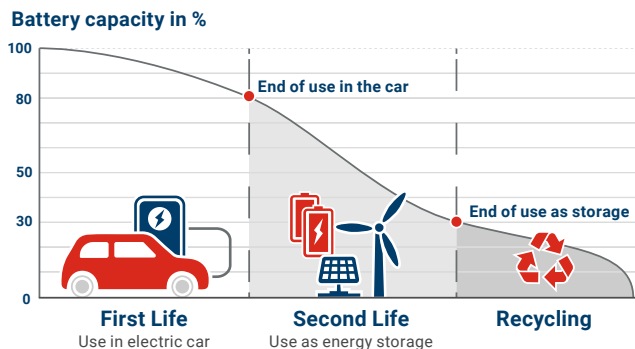 Battery capacity in %
100
80
50
30
0
End of use in the car
End of use as storage
First Life
Use in electric car
Second Life
Use as energy storage
Recycling